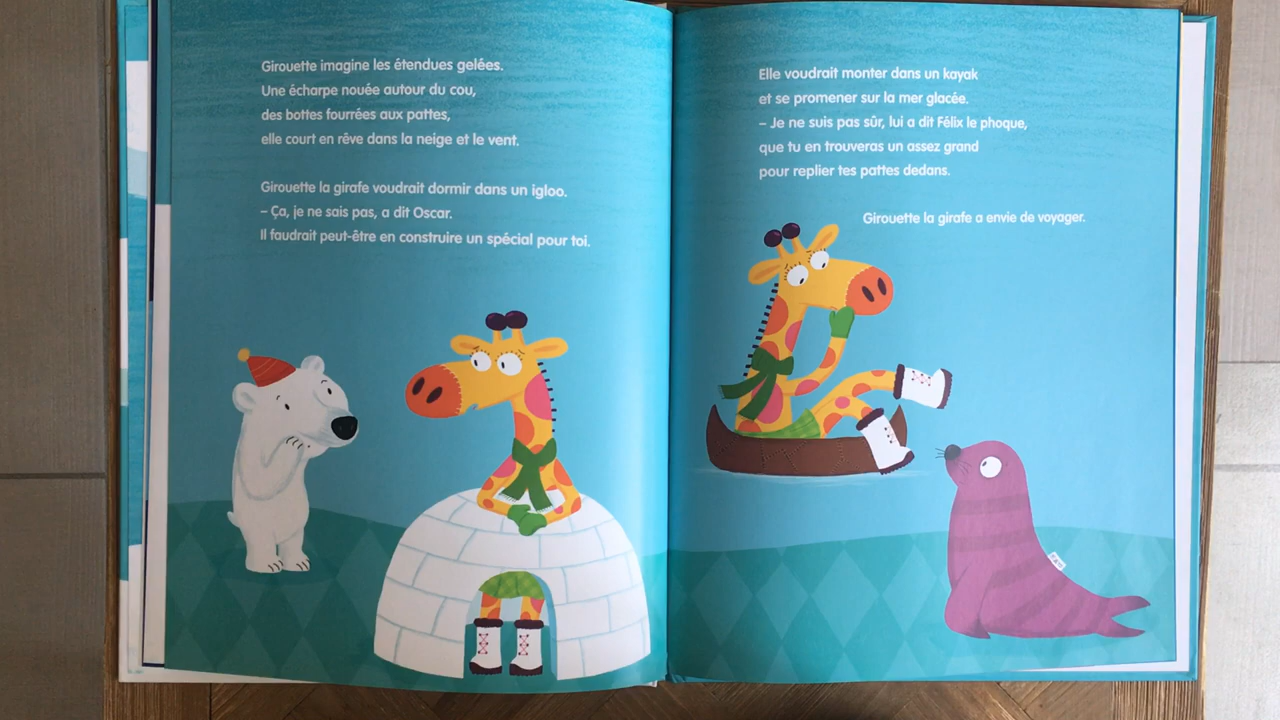 Girouette imagine les étendues gelées.
Une écharpe nouée autour du cou,
des bottes fourrées aux pattes,
elle court en rêve dans la neige et le vent.
Girouette la girafe voudrait dormir dans un igloo.
– Ça, je ne sais pas, a dit Oscar.
Il faudrait peut-être en construire un spécial pour toi.
Elle voudrait monter dans un kayak
et se promener sur la mer glacée.
– Je ne suis pas sûr, lui a dit Félix le phoque,
que tu en trouveras un assez grand
pour replier tes pattes dedans.
Girouette la girafe a envie de voyager.